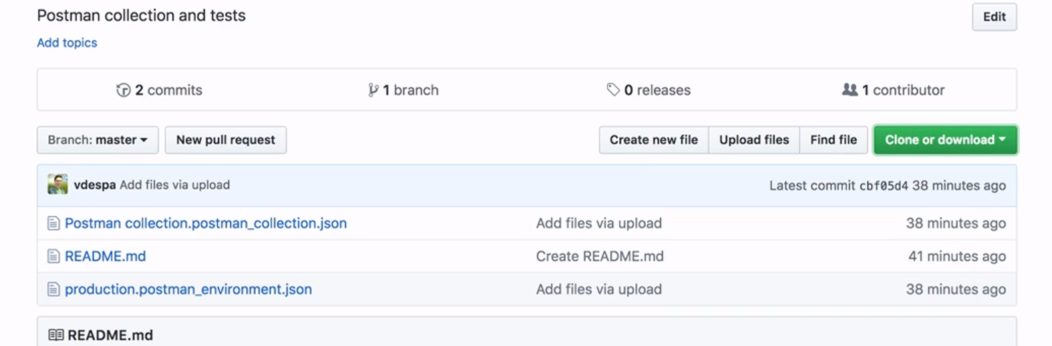 Postman collection and tests
Edit
Add topics
2 commits 1 branch 0 releases 1 contributor
Branch: master New pull request Create new file Upload files Find file Clone or download
vdespa Add files via upload Latest commit cbf05d4 38 minutes ago
Postman collection.postman_collection.json Add files via upload 38 minutes ago
README.md Create README.md 41 minutes ago
production.postman_environment.json Add files via upload 38 minutes ago
README.md